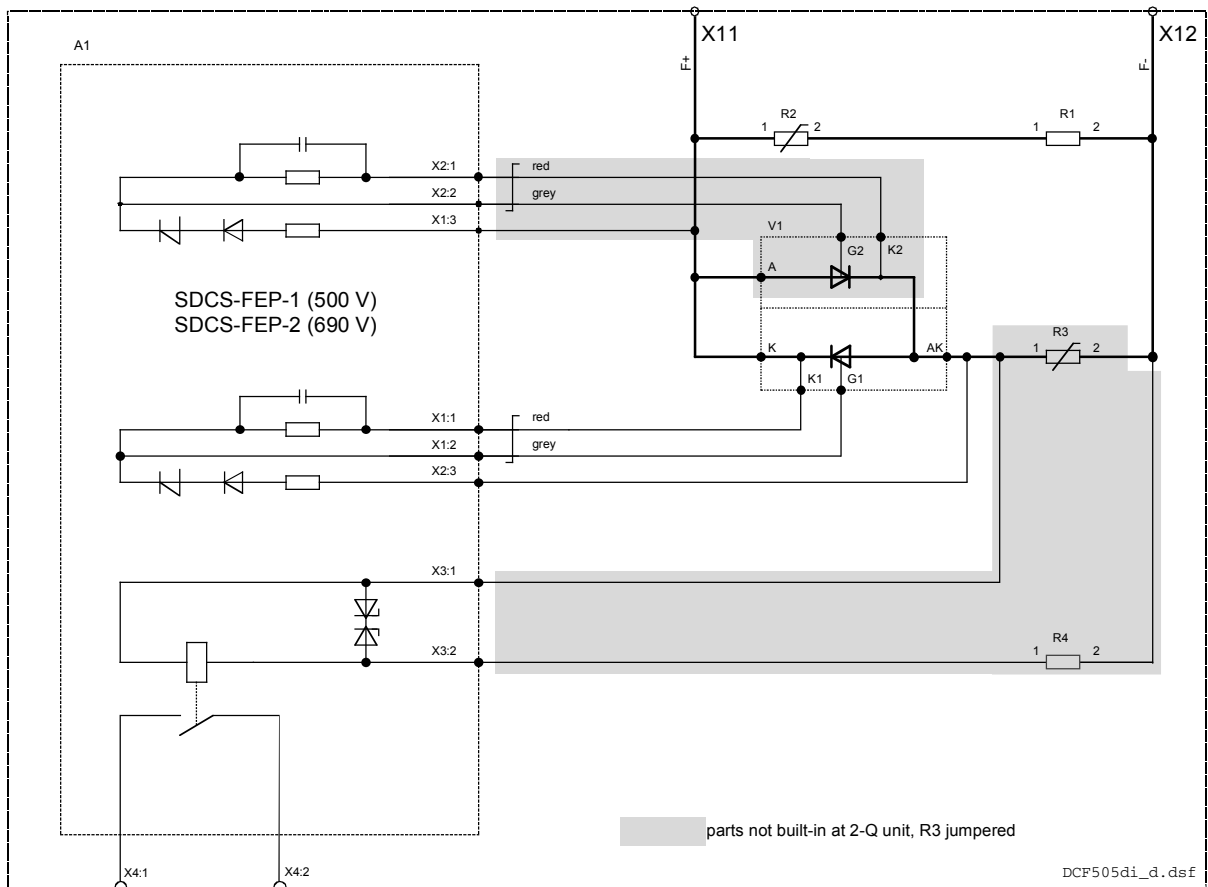 X11
X12
A1
F+
F-
R2
R1
1
2
1
2
X2:1
red
X2:2
grey
X1:3
V1
G2
K2
A
SDCS-FEP-1 (500 V)
SDCS-FEP-2 (690 V)
R3
K
AK
1
2
K1
G1
X1:1
red
X1:2
grey
X2:3
X3:1
X3:2
R4
1
2
parts not built-in at 2-Q unit, R3 jumpered
X4:1
X4:2
DCF505di_d.dsf